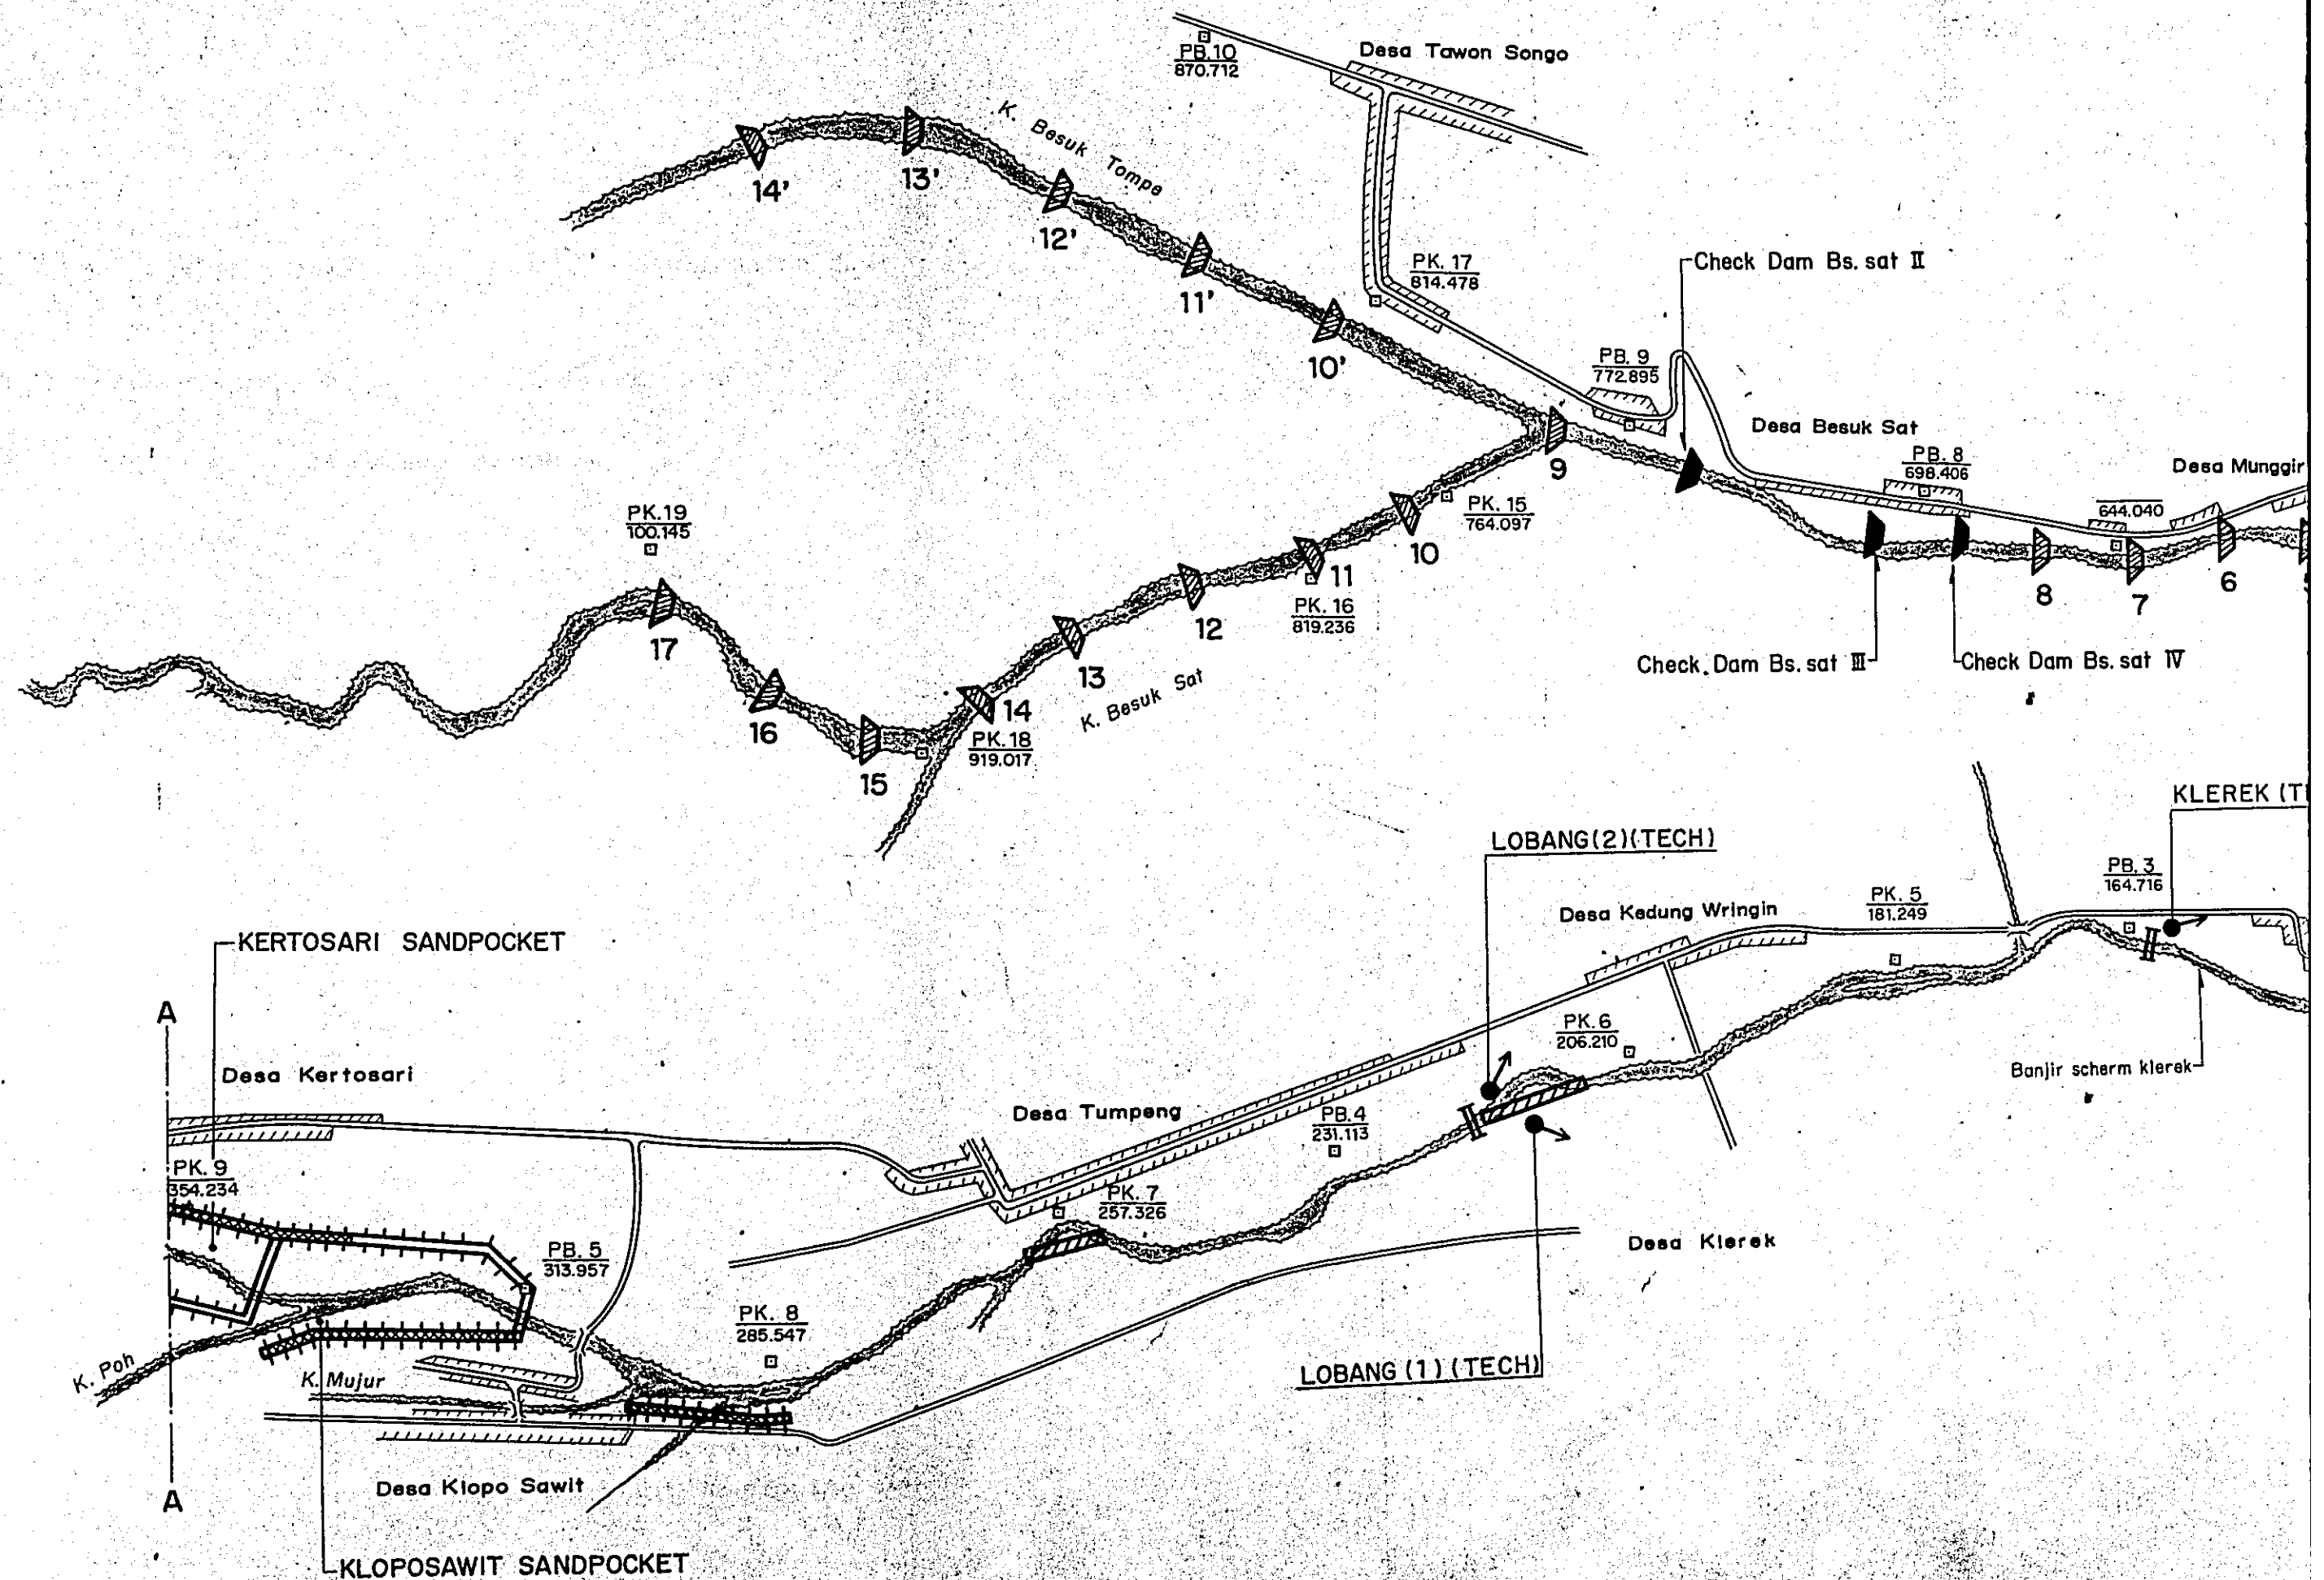 PB.10
870.712
Desa Tawon Songo
K. Besuk Tompe
14'
13'
12'
11'
10'
PK. 17
814.478
Check Dam Bs. sat II
PB. 9
772.895
Desa Besuk Sat
PB. 8
698.406
Desa Munggir
644.040
9
PK. 15
764.097
10
11
PK. 16
819.236
12
13
14
PK. 18
919.017
K. Besuk Sat
15
16
17
PK.19
100.145
8
7
6
Check. Dam Bs. sat III
Check Dam Bs. sat IV
KLEREK (T
LOBANG(2)(TECH)
PB. 3
164.716
PK. 5
181.249
Desa Kedung Wringin
KERTOSARI SANDPOCKET
A
Desa Kertosari
PK. 6
206.210
Banjir scherm klerek
Desa Tumpeng
PB.4
231.113
PK. 9
354.234
PK. 7
257.326
PB. 5
313.957
Desa Klerek
PK. 8
285.547
K. Poh
K. Mujur
LOBANG (1) (TECH)
Desa Klopo Sawit
A
KLOPOSAWIT SANDPOCKET